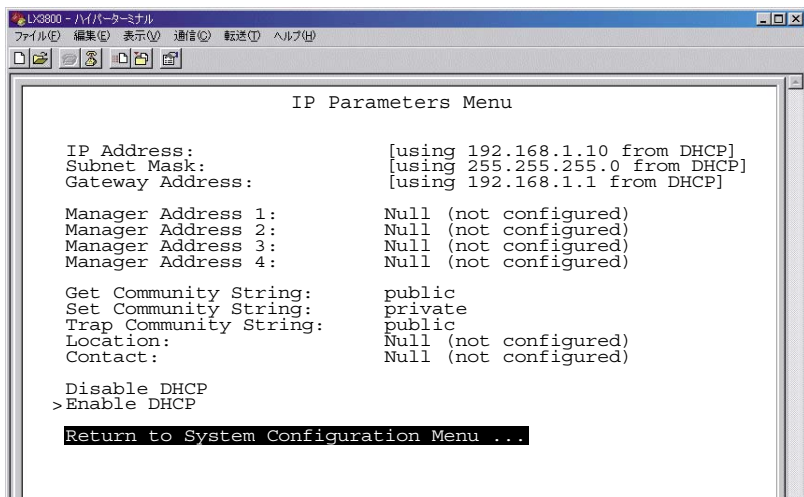 LX3800 - ハイパーターミナル
ファイル(F) 編集(E) 表示(V) 通信(C) 転送(T) ヘルプ(H)
IP Parameters Menu
IP Address: [using 192.168.1.10 from DHCP]
Subnet Mask: [using 255.255.255.0 from DHCP]
Gateway Address: [using 192.168.1.1 from DHCP]
Manager Address 1: Null (not configured)
Manager Address 2: Null (not configured)
Manager Address 3: Null (not configured)
Manager Address 4: Null (not configured)
Get Community String: public
Set Community String: private
Trap Community String: public
Location: Null (not configured)
Contact: Null (not configured)
Disable DHCP
>Enable DHCP
Return to System Configuration Menu ...